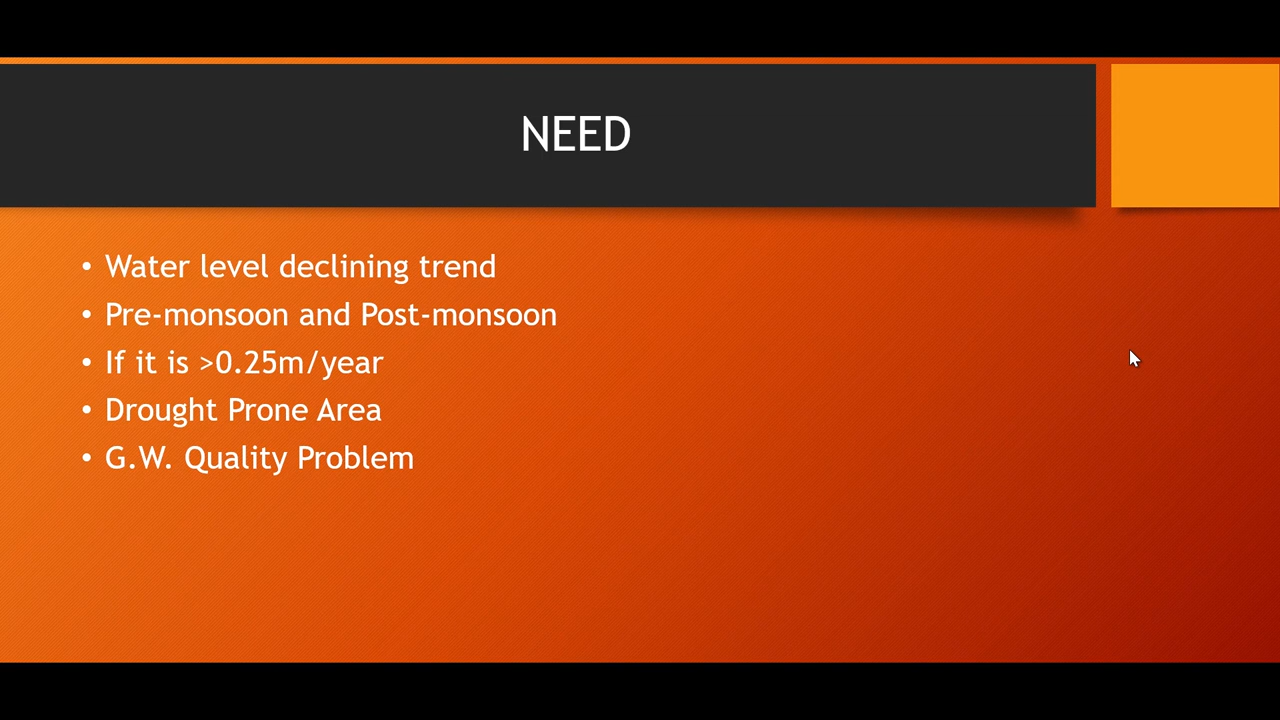 NEED
• Water level declining trend
• Pre-monsoon and Post-monsoon
• If it is >0.25m/year
• Drought Prone Area
• G.W. Quality Problem